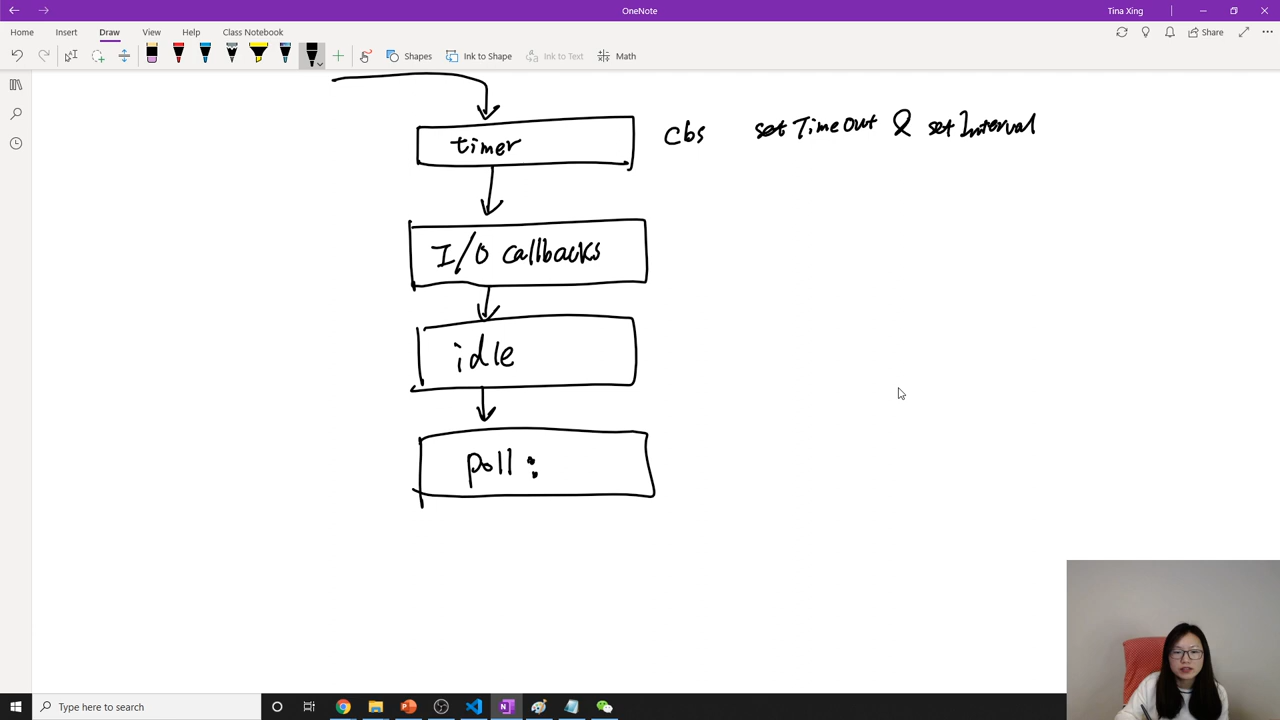 OneNote
Tina Xing
Home Insert Draw View Help Class Notebook
Share
Shapes Ink to Shape Ink to Text Math
timer
cbs setTimeOut & setInterval
I/O callbacks
idle
poll :
Type here to search